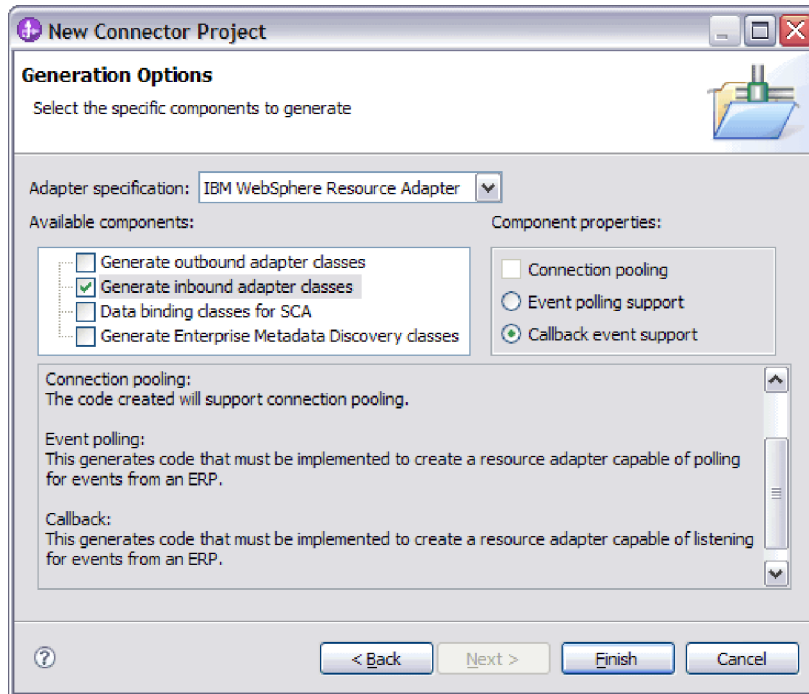 New Connector Project
Generation Options
Select the specific components to generate
Adapter specification: IBM WebSphere Resource Adapter
Available components:
Generate outbound adapter classes
Generate inbound adapter classes
Data binding classes for SCA
Generate Enterprise Metadata Discovery classes
Component properties:
Connection pooling
Event polling support
Callback event support
Connection pooling:
The code created will support connection pooling.
Event polling:
This generates code that must be implemented to create a resource adapter capable of polling
for events from an ERP.
Callback:
This generates code that must be implemented to create a resource adapter capable of listening
for events from an ERP.
? < Back Next > Finish Cancel